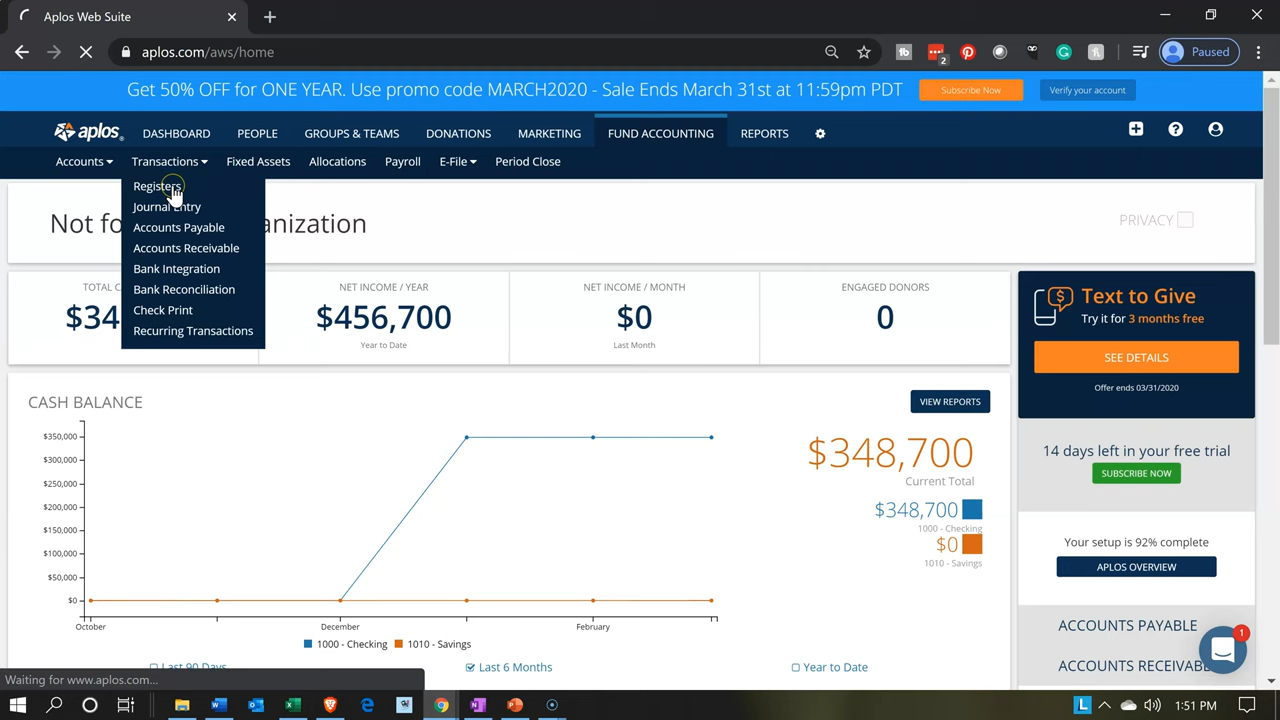 Aplos Web Suite
aplos.com/aws/home
2
Paused
Get 50% OFF for ONE YEAR. Use promo code MARCH2020 - Sale Ends March 31st at 11:59pm PDT
Subscribe Now
Verify your account
aplos
DASHBOARD
PEOPLE
GROUPS & TEAMS
DONATIONS
MARKETING
FUND ACCOUNTING
REPORTS
Accounts
Transactions
Fixed Assets
Allocations
Payroll
E-File
Period Close
Registers
Journal Entry
Accounts Payable
Accounts Receivable
Bank Integration
Bank Reconciliation
Check Print
Recurring Transactions
Not fo
anization
PRIVACY
TOTAL C
$34
NET INCOME / YEAR
$456,700
Year to Date
NET INCOME / MONTH
$0
Last Month
ENGAGED DONORS
0
Text to Give
Try it for 3 months free
SEE DETAILS
Offer ends 03/31/2020
CASH BALANCE
VIEW REPORTS
$350,000
$300,000
$250,000
$200,000
$150,000
$100,000
$50,000
$0
October
December
February
1000 - Checking
1010 - Savings
$348,700
Current Total
$348,700
1000 - Checking
$0
1010 - Savings
14 days left in your free trial
SUBSCRIBE NOW
Your setup is 92% complete
APLOS OVERVIEW
ACCOUNTS PAYABLE
ACCOUNTS RECEIVAB
1
Last 90 Days
Last 6 Months
Year to Date
Waiting for www.aplos.com...
1:51 PM